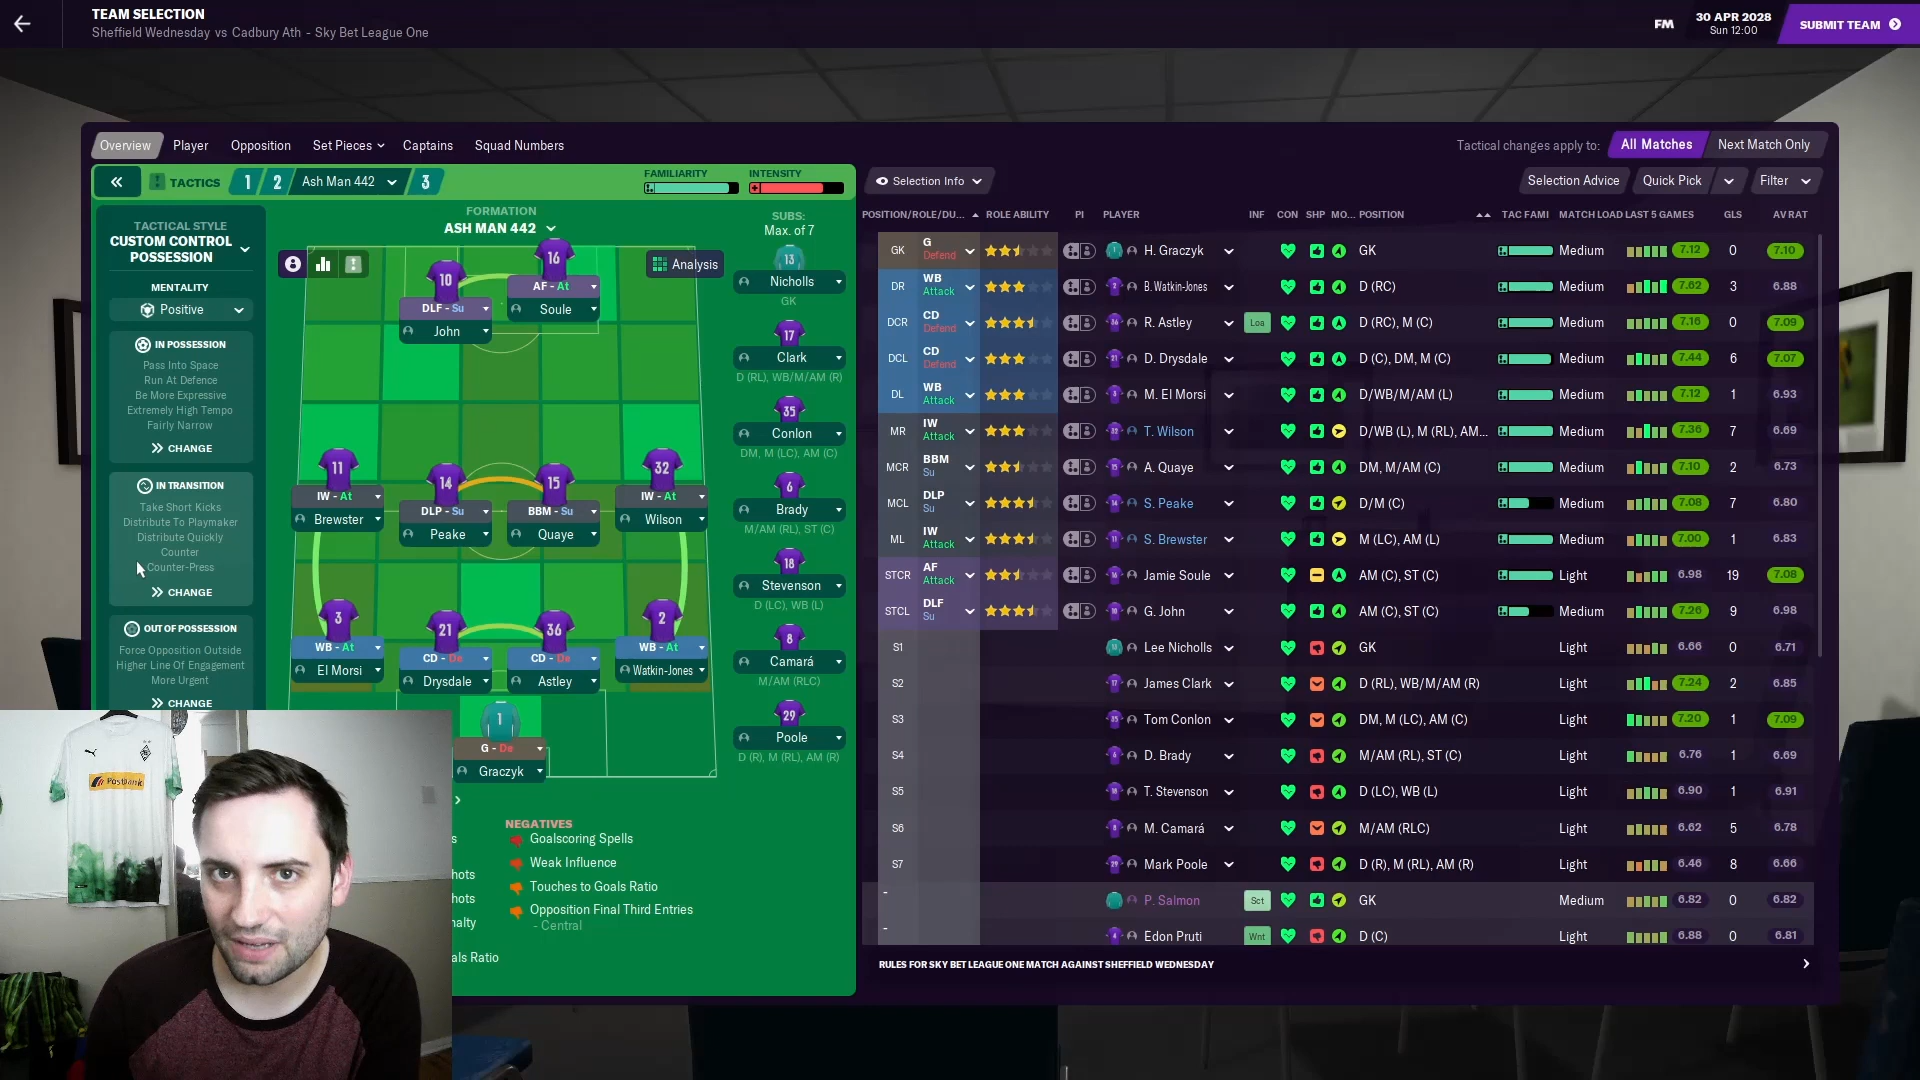 TEAM SELECTION
Sheffield Wednesday vs Cadbury Ath - Sky Bet League One
FM
30 APR 2028
Sun 12:00
SUBMIT TEAM
Overview
Player
Opposition
Set Pieces
Captains
Squad Numbers
Tactical changes apply to:
All Matches
Next Match Only
TACTICS
1
2
Ash Man 442
3
FAMILIARITY
INTENSITY
Selection Info
Selection Advice
Quick Pick
Filter
TACTICAL STYLE
CUSTOM CONTROL
POSSESSION
MENTALITY
Positive
IN POSSESSION
Pass Into Space
Run At Defence
Be More Expressive
Extremely High Tempo
Fairly Narrow
CHANGE
IN TRANSITION
Take Short Kicks
Distribute To Playmaker
Distribute Quickly
Counter
Counter-Press
CHANGE
OUT OF POSSESSION
Force Opposition Outside
Higher Line Of Engagement
More Urgent
CHANGE
FORMATION
ASH MAN 442
Analysis
16
AF - At
Soule
10
DLF - Su
John
11
IW - At
Brewster
14
DLP - Su
Peake
15
BBM - Su
Quaye
32
IW - At
Wilson
3
WB - At
El Morsi
21
CD - De
Drysdale
36
CD - De
Astley
2
WB - At
Watkin-Jones
1
G - De
Graczyk
SUBS:
Max. of 7
13
Nicholls
GK
17
Clark
D (RL), WB/M/AM (R)
35
Conlon
DM, M (LC), AM (C)
6
Brady
M/AM (RL), ST (C)
18
Stevenson
D (LC), WB (L)
8
Camará
M/AM (RLC)
29
Poole
D (R), M (RL), AM (R)
NEGATIVES
Goalscoring Spells
Weak Influence
Touches to Goals Ratio
Opposition Final Third Entries
- Central
s
hots
hots
nalty
als Ratio
Postbank
POSITION/ROLE/DU... ROLE ABILITY PI PLAYER INF CON SHP MO... POSITION TAC FAMI MATCH LOAD LAST 5 GAMES GLS AV RAT
GK G Defend H. Graczyk GK Medium 7.12 0 7.10
DR WB Attack B. Watkin-Jones D (RC) Medium 7.62 3 6.88
DCR CD Defend R. Astley Loa D (RC), M (C) Medium 7.16 0 7.09
DCL CD Defend D. Drysdale D (C), DM, M (C) Medium 7.44 6 7.07
DL WB Attack M. El Morsi D/WB/M/AM (L) Medium 7.12 1 6.93
MR IW Attack T. Wilson D/WB (L), M (RL), AM... Medium 7.36 7 6.69
MCR BBM Su A. Quaye DM, M/AM (C) Medium 7.10 2 6.73
MCL DLP Su S. Peake D/M (C) Medium 7.08 7 6.80
ML IW Attack S. Brewster M (LC), AM (L) Medium 7.00 1 6.83
STCR AF Attack Jamie Soule AM (C), ST (C) Light 6.98 19 7.08
STCL DLF Su G. John AM (C), ST (C) Medium 7.26 9 6.98
S1 Lee Nicholls GK Light 6.66 0 6.71
S2 James Clark D (RL), WB/M/AM (R) Light 7.24 2 6.85
S3 Tom Conlon DM, M (LC), AM (C) Light 7.20 1 7.09
S4 D. Brady M/AM (RL), ST (C) Light 6.76 1 6.69
S5 T. Stevenson D (LC), WB (L) Light 6.90 1 6.91
S6 M. Camará M/AM (RLC) Light 6.62 5 6.78
S7 Mark Poole D (R), M (RL), AM (R) Light 6.46 8 6.66
- P. Salmon Sct GK Medium 6.82 0 6.82
- Edon Pruti Wnt D (C) Light 6.88 0 6.81
RULES FOR SKY BET LEAGUE ONE MATCH AGAINST SHEFFIELD WEDNESDAY